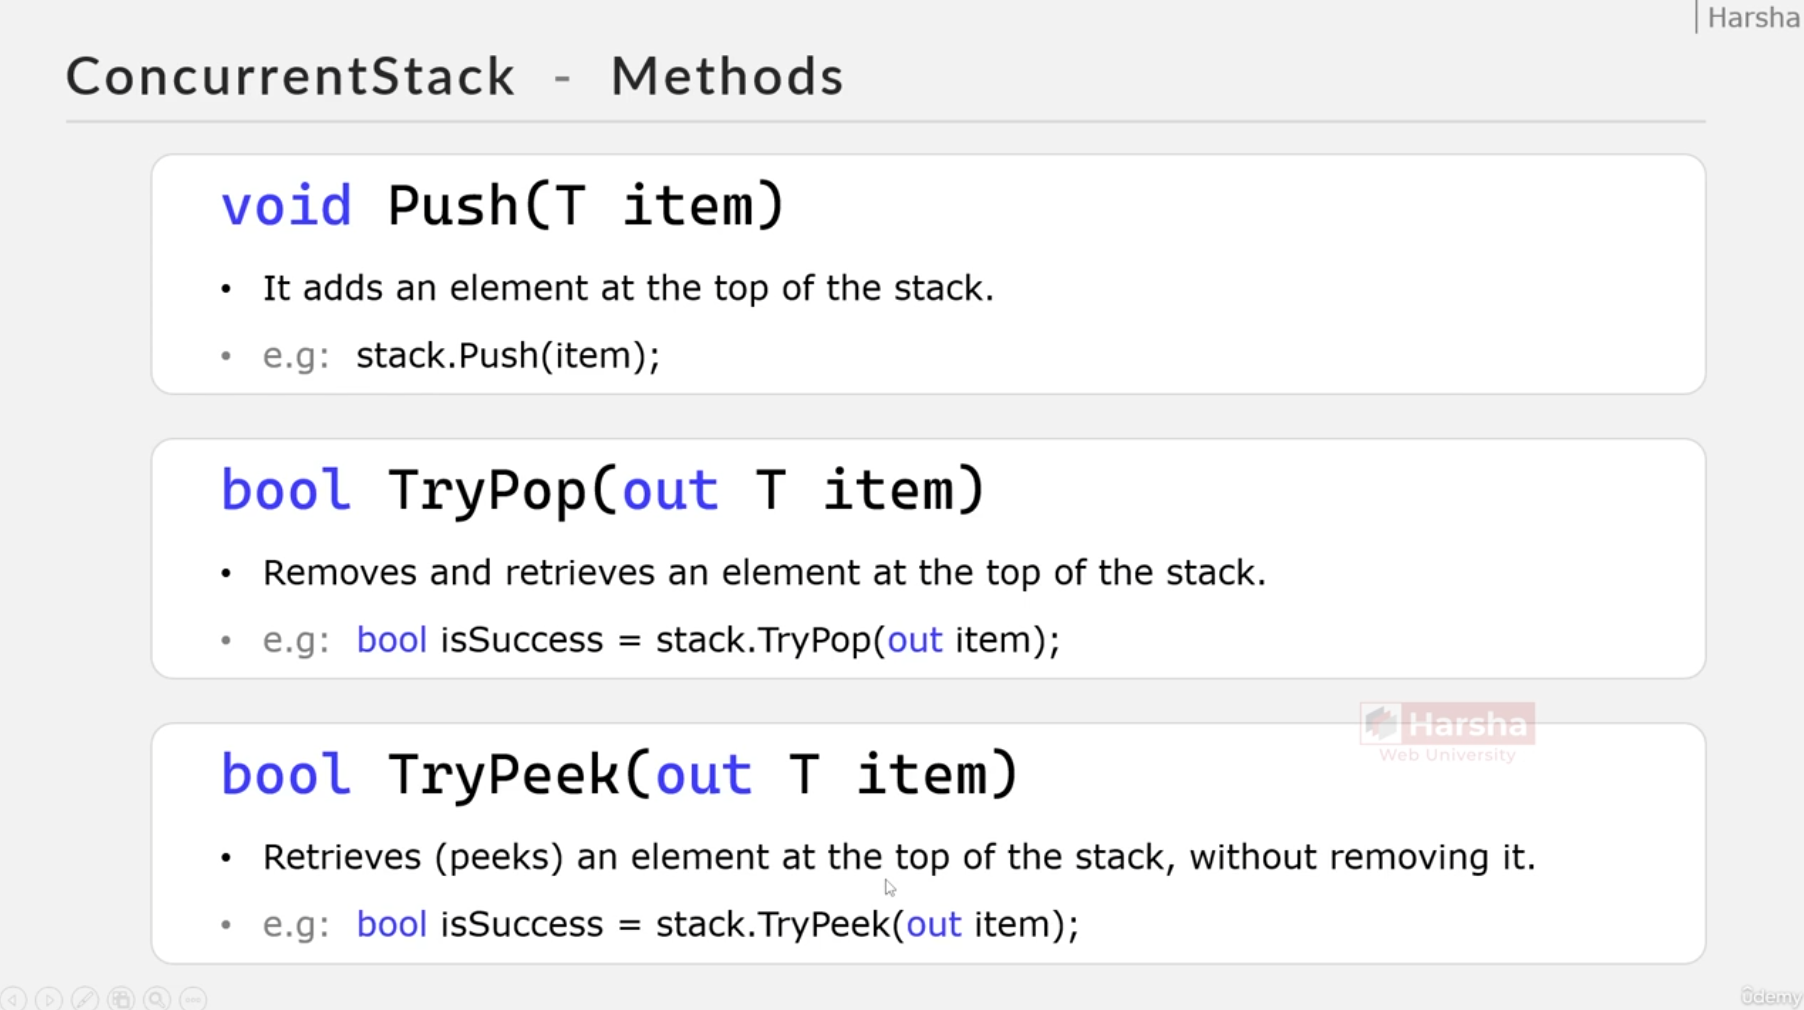 Harsha
ConcurrentStack - Methods
void Push(T item)
• It adds an element at the top of the stack.
• e.g: stack.Push(item);
bool TryPop(out T item)
• Removes and retrieves an element at the top of the stack.
• e.g: bool isSuccess = stack.TryPop(out item);
Harsha
Web University
bool TryPeek(out T item)
• Retrieves (peeks) an element at the top of the stack, without removing it.
• e.g: bool isSuccess = stack.TryPeek(out item);
ûdemy